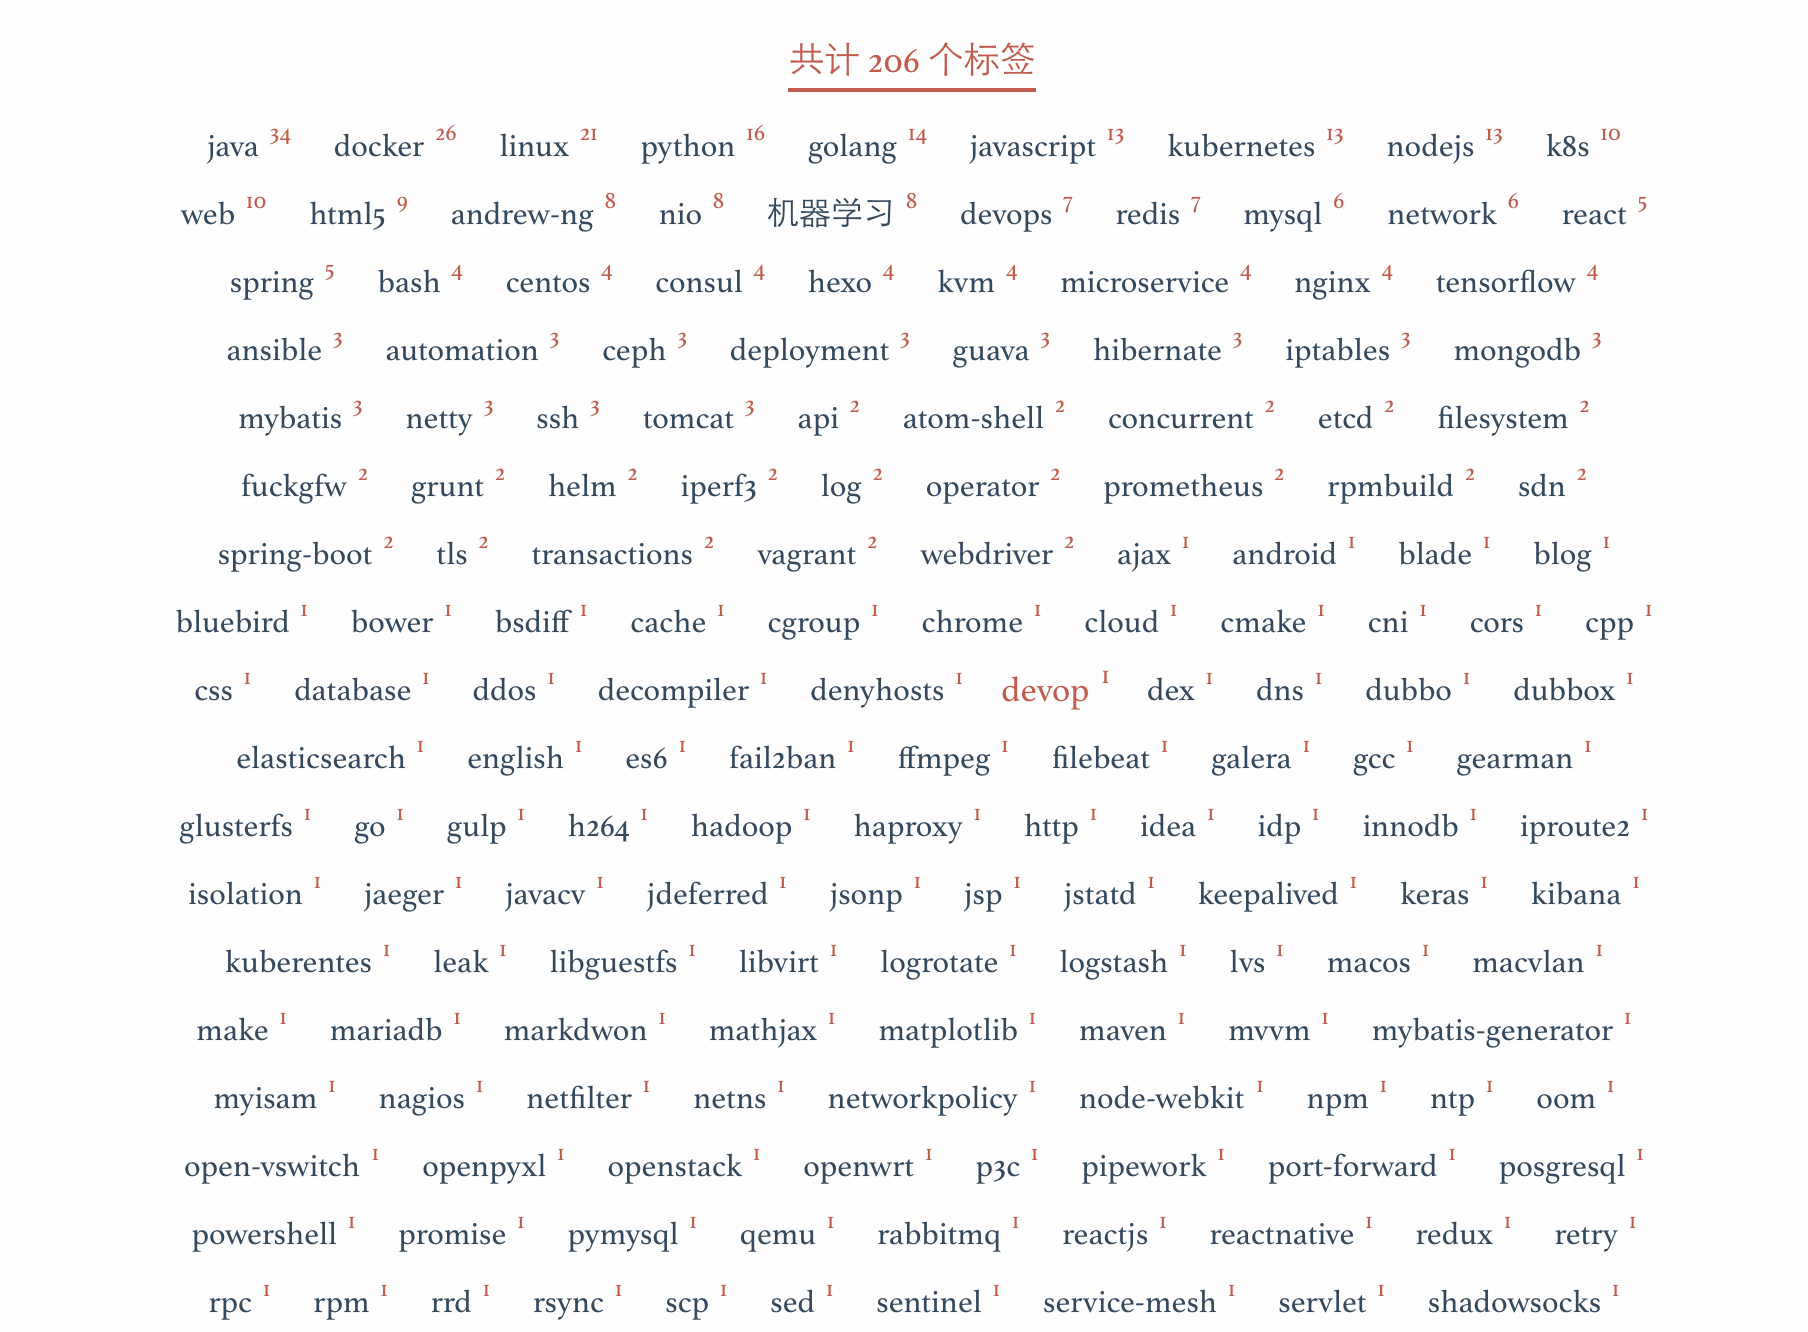 共计 206 个标签
java 34 docker 26 linux 21 python 16 golang 14 javascript 13 kubernetes 13 nodejs 13 k8s 10
web 10 html5 9 andrew-ng 8 nio 8 机器学习 8 devops 7 redis 7 mysql 6 network 6 react 5
spring 5 bash 4 centos 4 consul 4 hexo 4 kvm 4 microservice 4 nginx 4 tensorflow 4
ansible 3 automation 3 ceph 3 deployment 3 guava 3 hibernate 3 iptables 3 mongodb 3
mybatis 3 netty 3 ssh 3 tomcat 3 api 2 atom-shell 2 concurrent 2 etcd 2 filesystem 2
fuckgfw 2 grunt 2 helm 2 iperf3 2 log 2 operator 2 prometheus 2 rpmbuild 2 sdn 2
spring-boot 2 tls 2 transactions 2 vagrant 2 webdriver 2 ajax 1 android 1 blade 1 blog 1
bluebird 1 bower 1 bsdiff 1 cache 1 cgroup 1 chrome 1 cloud 1 cmake 1 cni 1 cors 1 cpp 1
css 1 database 1 ddos 1 decompiler 1 denyhosts 1 devop 1 dex 1 dns 1 dubbo 1 dubbox 1
elasticsearch 1 english 1 es6 1 fail2ban 1 ffmpeg 1 filebeat 1 galera 1 gcc 1 gearman 1
glusterfs 1 go 1 gulp 1 h264 1 hadoop 1 haproxy 1 http 1 idea 1 idp 1 innodb 1 iproute2 1
isolation 1 jaeger 1 javacv 1 jdeferred 1 jsonp 1 jsp 1 jstatd 1 keepalived 1 keras 1 kibana 1
kuberentes 1 leak 1 libguestfs 1 libvirt 1 logrotate 1 logstash 1 lvs 1 macos 1 macvlan 1
make 1 mariadb 1 markdwon 1 mathjax 1 matplotlib 1 maven 1 mvvm 1 mybatis-generator 1
myisam 1 nagios 1 netfilter 1 netns 1 networkpolicy 1 node-webkit 1 npm 1 ntp 1 oom 1
open-vswitch 1 openpyxl 1 openstack 1 openwrt 1 p3c 1 pipework 1 port-forward 1 posgresql 1
powershell 1 promise 1 pymysql 1 qemu 1 rabbitmq 1 reactjs 1 reactnative 1 redux 1 retry 1
rpc 1 rpm 1 rrd 1 rsync 1 scp 1 sed 1 sentinel 1 service-mesh 1 servlet 1 shadowsocks 1